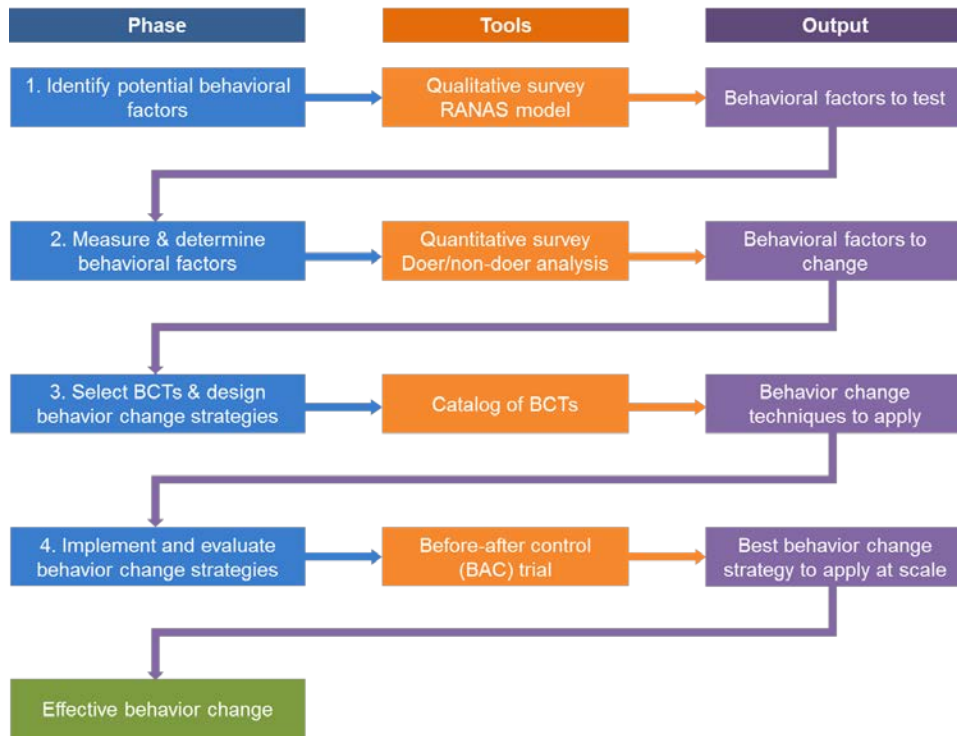 Phase
Tools
Output
1. Identify potential behavioral
factors
Qualitative survey
RANAS model
Behavioral factors to test
2. Measure & determine
behavioral factors
Quantitative survey
Doer/non-doer analysis
Behavioral factors to
change
3. Select BCTs & design
behavior change strategies
Catalog of BCTs
Behavior change
techniques to apply
4. Implement and evaluate
behavior change strategies
Before-after control
(BAC) trial
Best behavior change
strategy to apply at scale
Effective behavior change